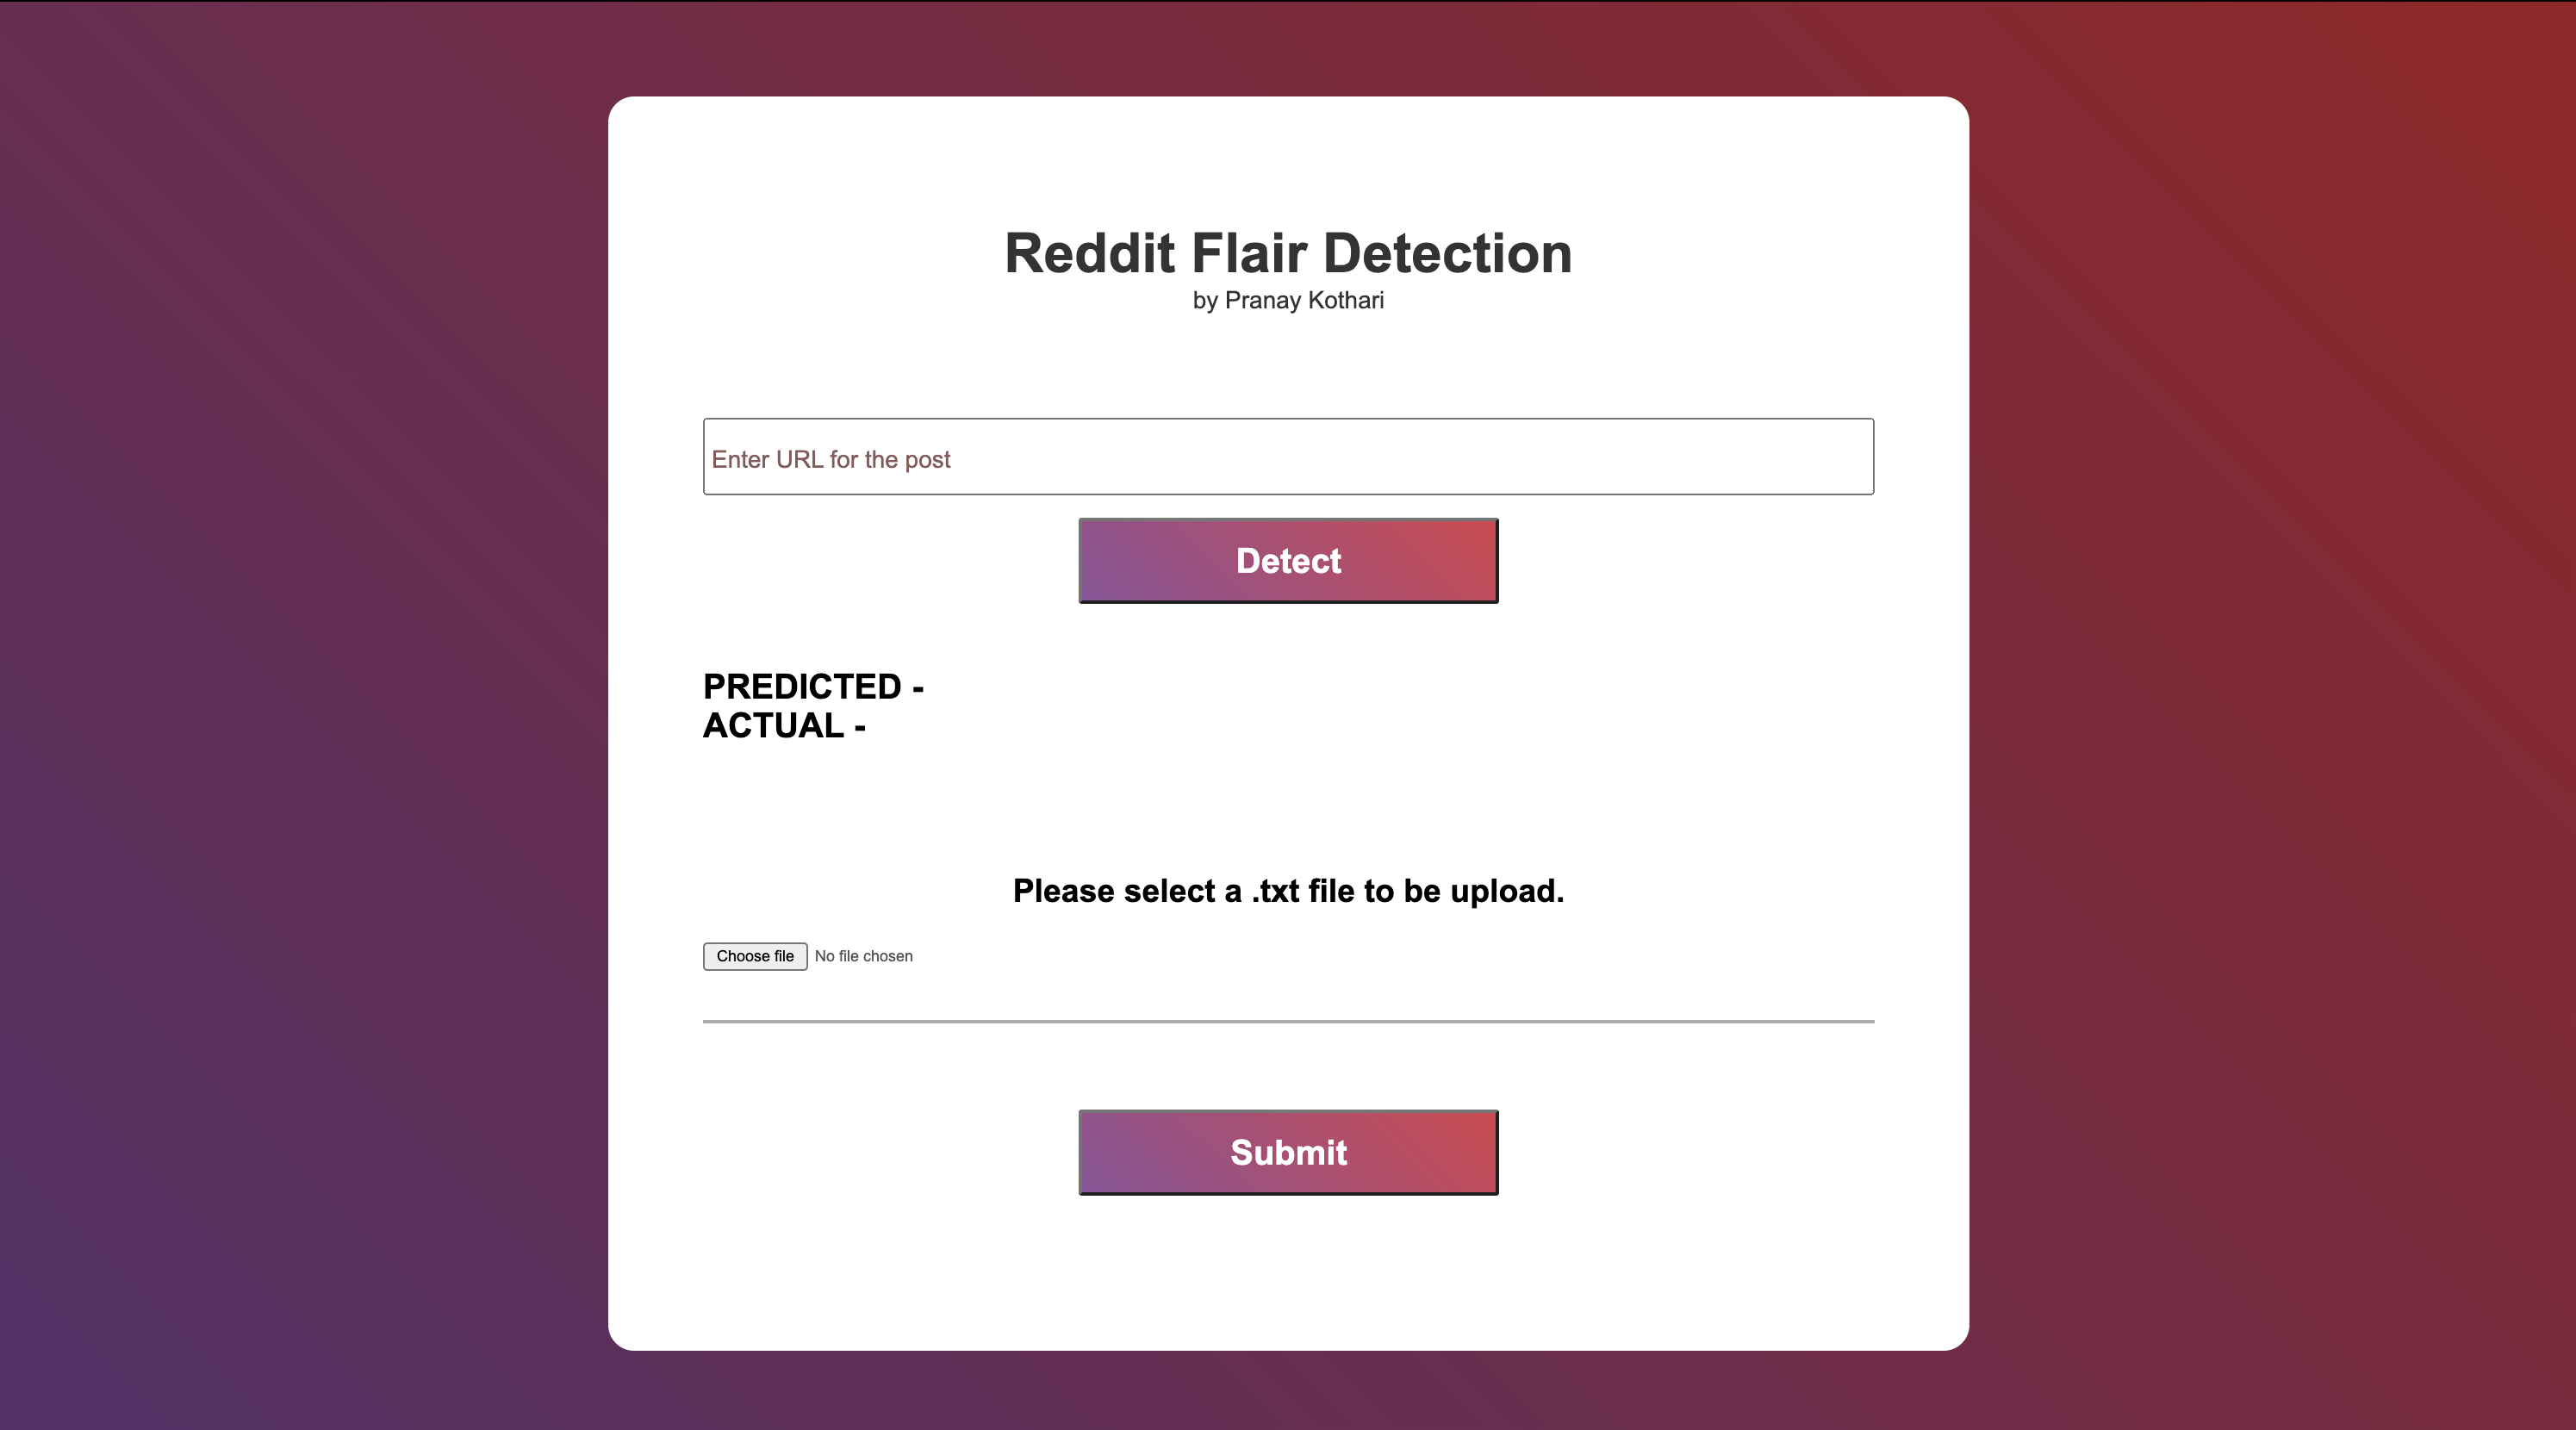 Reddit Flair Detection
by Pranay Kothari
Enter URL for the post
Detect
PREDICTED -
ACTUAL -
Please select a .txt file to be upload.
Choose file No file chosen
Submit